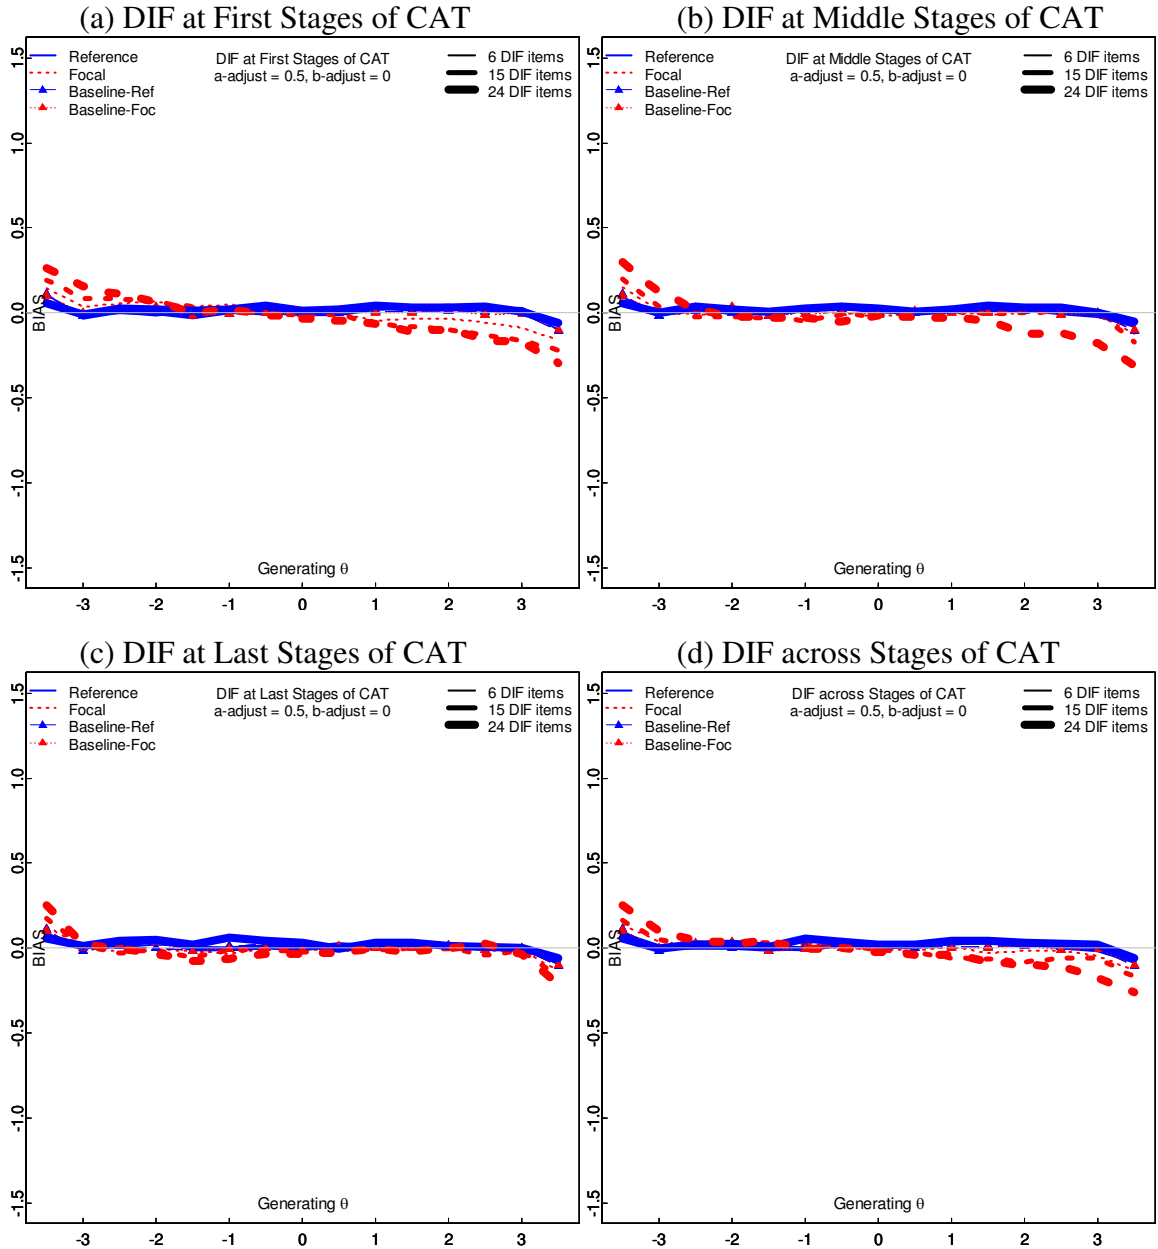 (a) DIF at First Stages of CAT
Reference
Focal
Baseline-Ref
Baseline-Foc
DIF at First Stages of CAT
a-adjust = 0.5, b-adjust = 0
6 DIF items
15 DIF items
24 DIF items
1.5
1.0
0.5
0.0
-0.5
-1.0
-1.5
BIAS
Generating θ
-3 -2 -1 0 1 2 3
(b) DIF at Middle Stages of CAT
Reference
Focal
Baseline-Ref
Baseline-Foc
DIF at Middle Stages of CAT
a-adjust = 0.5, b-adjust = 0
6 DIF items
15 DIF items
24 DIF items
1.5
1.0
0.5
0.0
-0.5
-1.0
-1.5
BIAS
Generating θ
-3 -2 -1 0 1 2 3
(c) DIF at Last Stages of CAT
Reference
Focal
Baseline-Ref
Baseline-Foc
DIF at Last Stages of CAT
a-adjust = 0.5, b-adjust = 0
6 DIF items
15 DIF items
24 DIF items
1.5
1.0
0.5
0.0
-0.5
-1.0
-1.5
BIAS
Generating θ
-3 -2 -1 0 1 2 3
(d) DIF across Stages of CAT
Reference
Focal
Baseline-Ref
Baseline-Foc
DIF across Stages of CAT
a-adjust = 0.5, b-adjust = 0
6 DIF items
15 DIF items
24 DIF items
1.5
1.0
0.5
0.0
-0.5
-1.0
-1.5
BIAS
Generating θ
-3 -2 -1 0 1 2 3